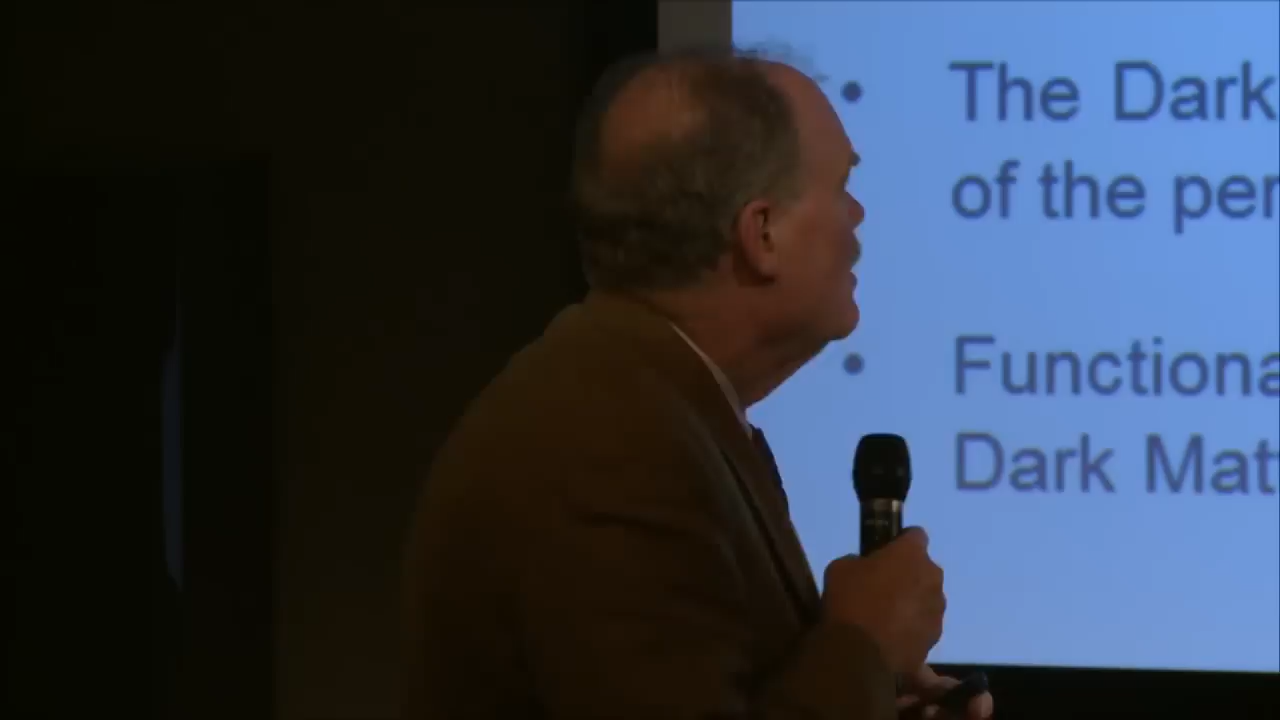 • The Dark
of the per
• Functiona
Dark Mat